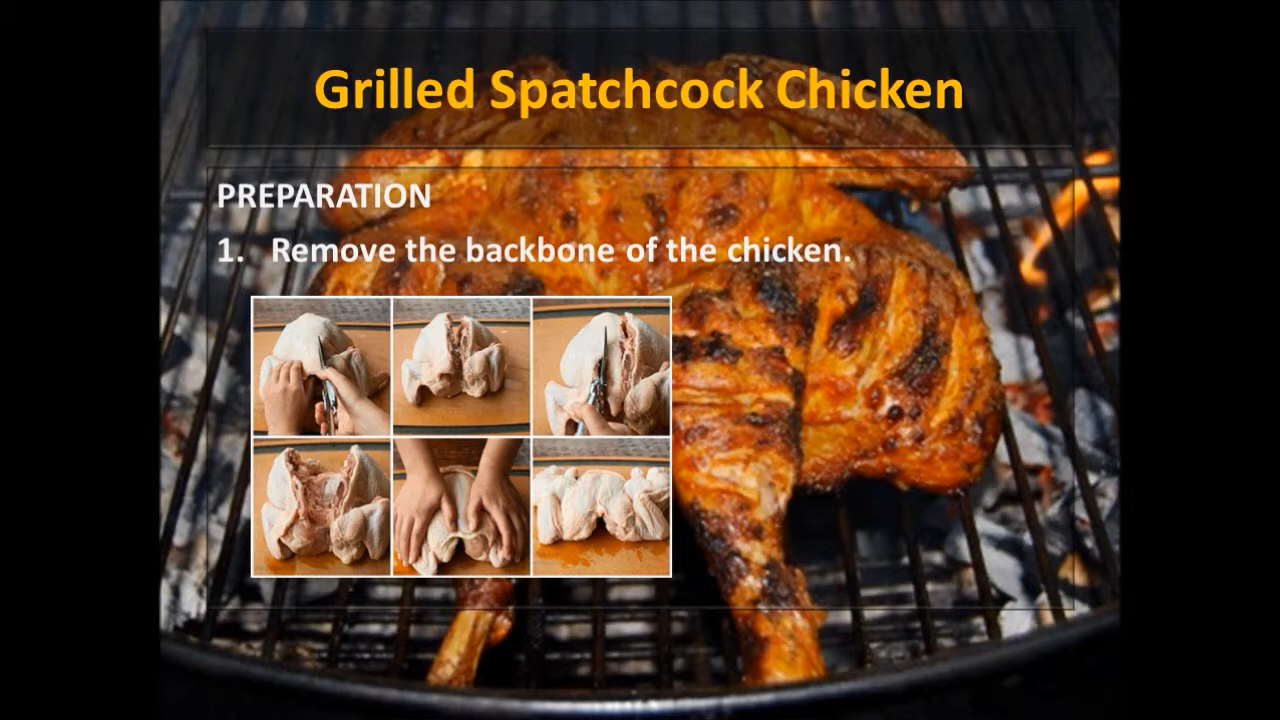 Grilled Spatchcock Chicken
PREPARATION
1. Remove the backbone of the chicken.